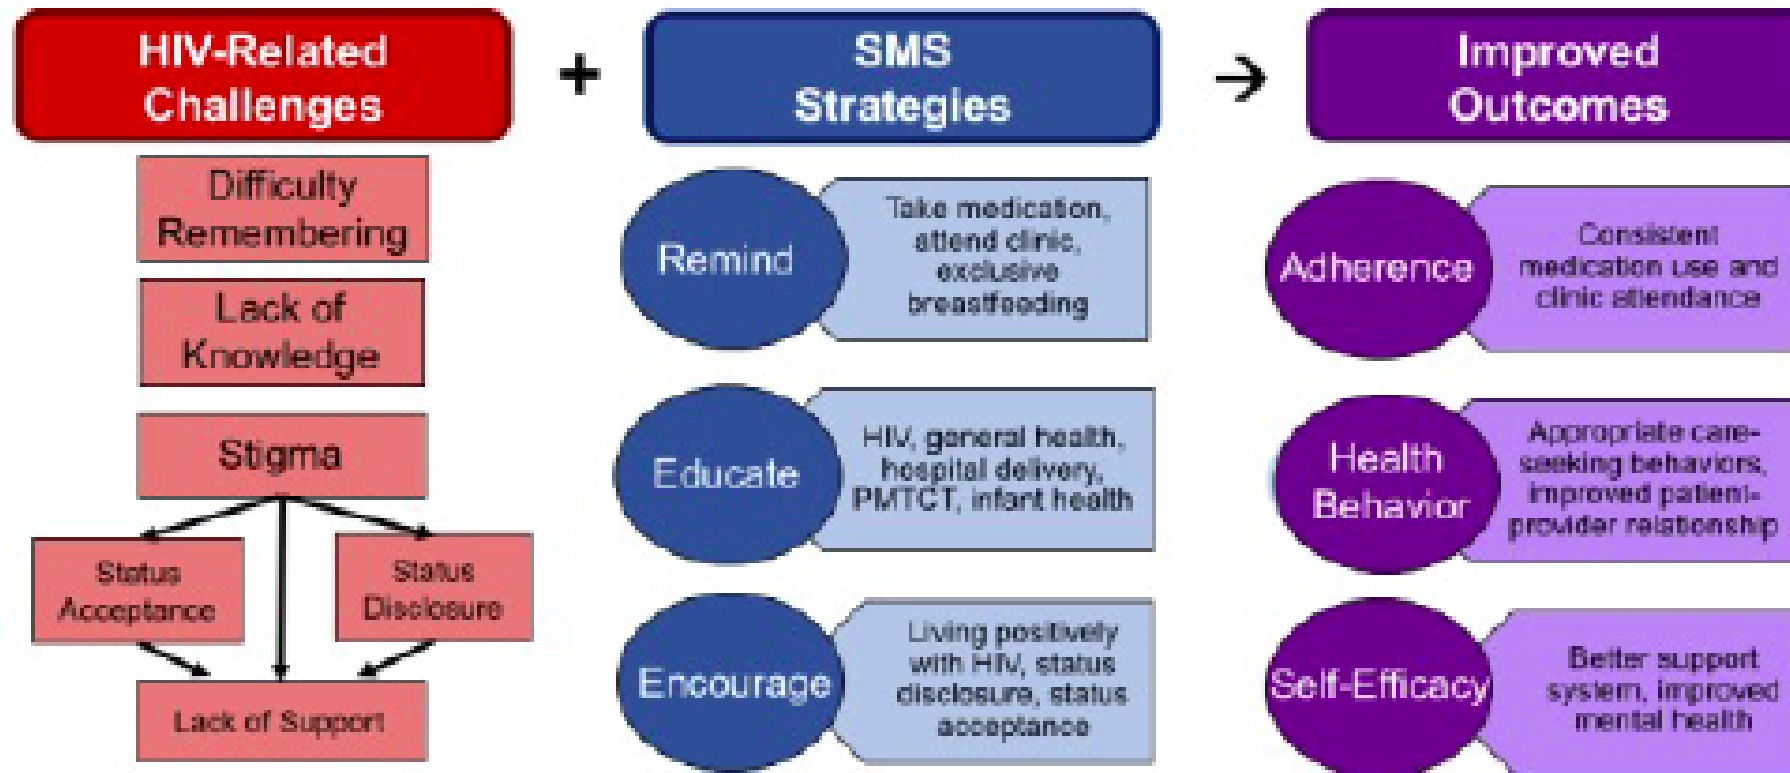 HIV-Related
Challenges
+
SMS
Strategies
→
Improved
Outcomes
Difficulty
Remembering
Lack of
Knowledge
Stigma
Status
Acceptance
Status
Disclosure
Lack of Support
Remind
Take medication,
attend clinic,
exclusive
breastfeeding
Educate
HIV, general health,
hospital delivery,
PMTCT, infant health
Encourage
Living positively
with HIV, status
disclosure, status
acceptance
Adherence
Consistent
medication use and
clinic attendance
Health
Behavior
Appropriate care-
seeking behaviors,
improved patient-
provider relationship
Self-Efficacy
Better support
system, improved
mental health